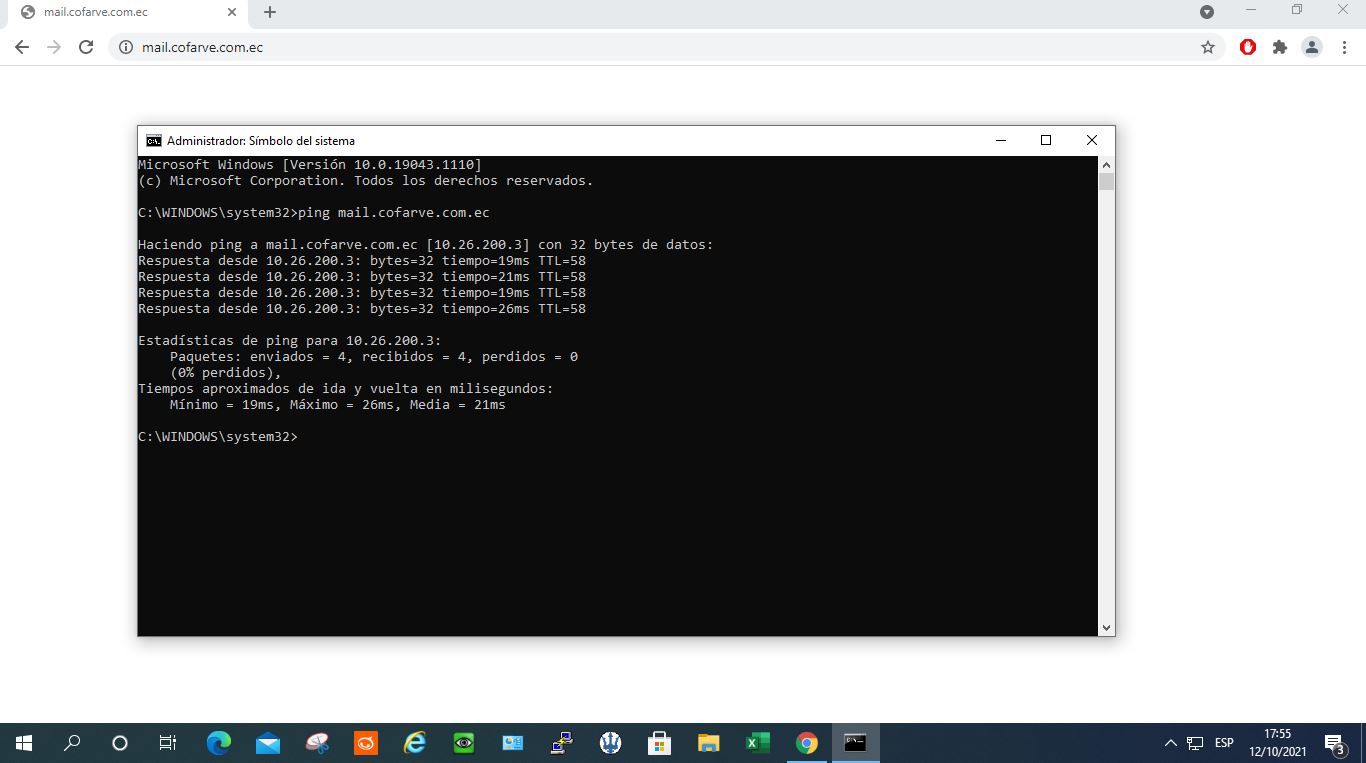 mail.cofarve.com.ec
mail.cofarve.com.ec
Administrador: Símbolo del sistema
Microsoft Windows [Versión 10.0.19043.1110]
(c) Microsoft Corporation. Todos los derechos reservados.
C:\WINDOWS\system32>ping mail.cofarve.com.ec
Haciendo ping a mail.cofarve.com.ec [10.26.200.3] con 32 bytes de datos:
Respuesta desde 10.26.200.3: bytes=32 tiempo=19ms TTL=58
Respuesta desde 10.26.200.3: bytes=32 tiempo=21ms TTL=58
Respuesta desde 10.26.200.3: bytes=32 tiempo=19ms TTL=58
Respuesta desde 10.26.200.3: bytes=32 tiempo=26ms TTL=58
Estadísticas de ping para 10.26.200.3:
Paquetes: enviados = 4, recibidos = 4, perdidos = 0
(0% perdidos),
Tiempos aproximados de ida y vuelta en milisegundos:
Mínimo = 19ms, Máximo = 26ms, Media = 21ms
C:\WINDOWS\system32>
ESP
17:55
12/10/2021
3